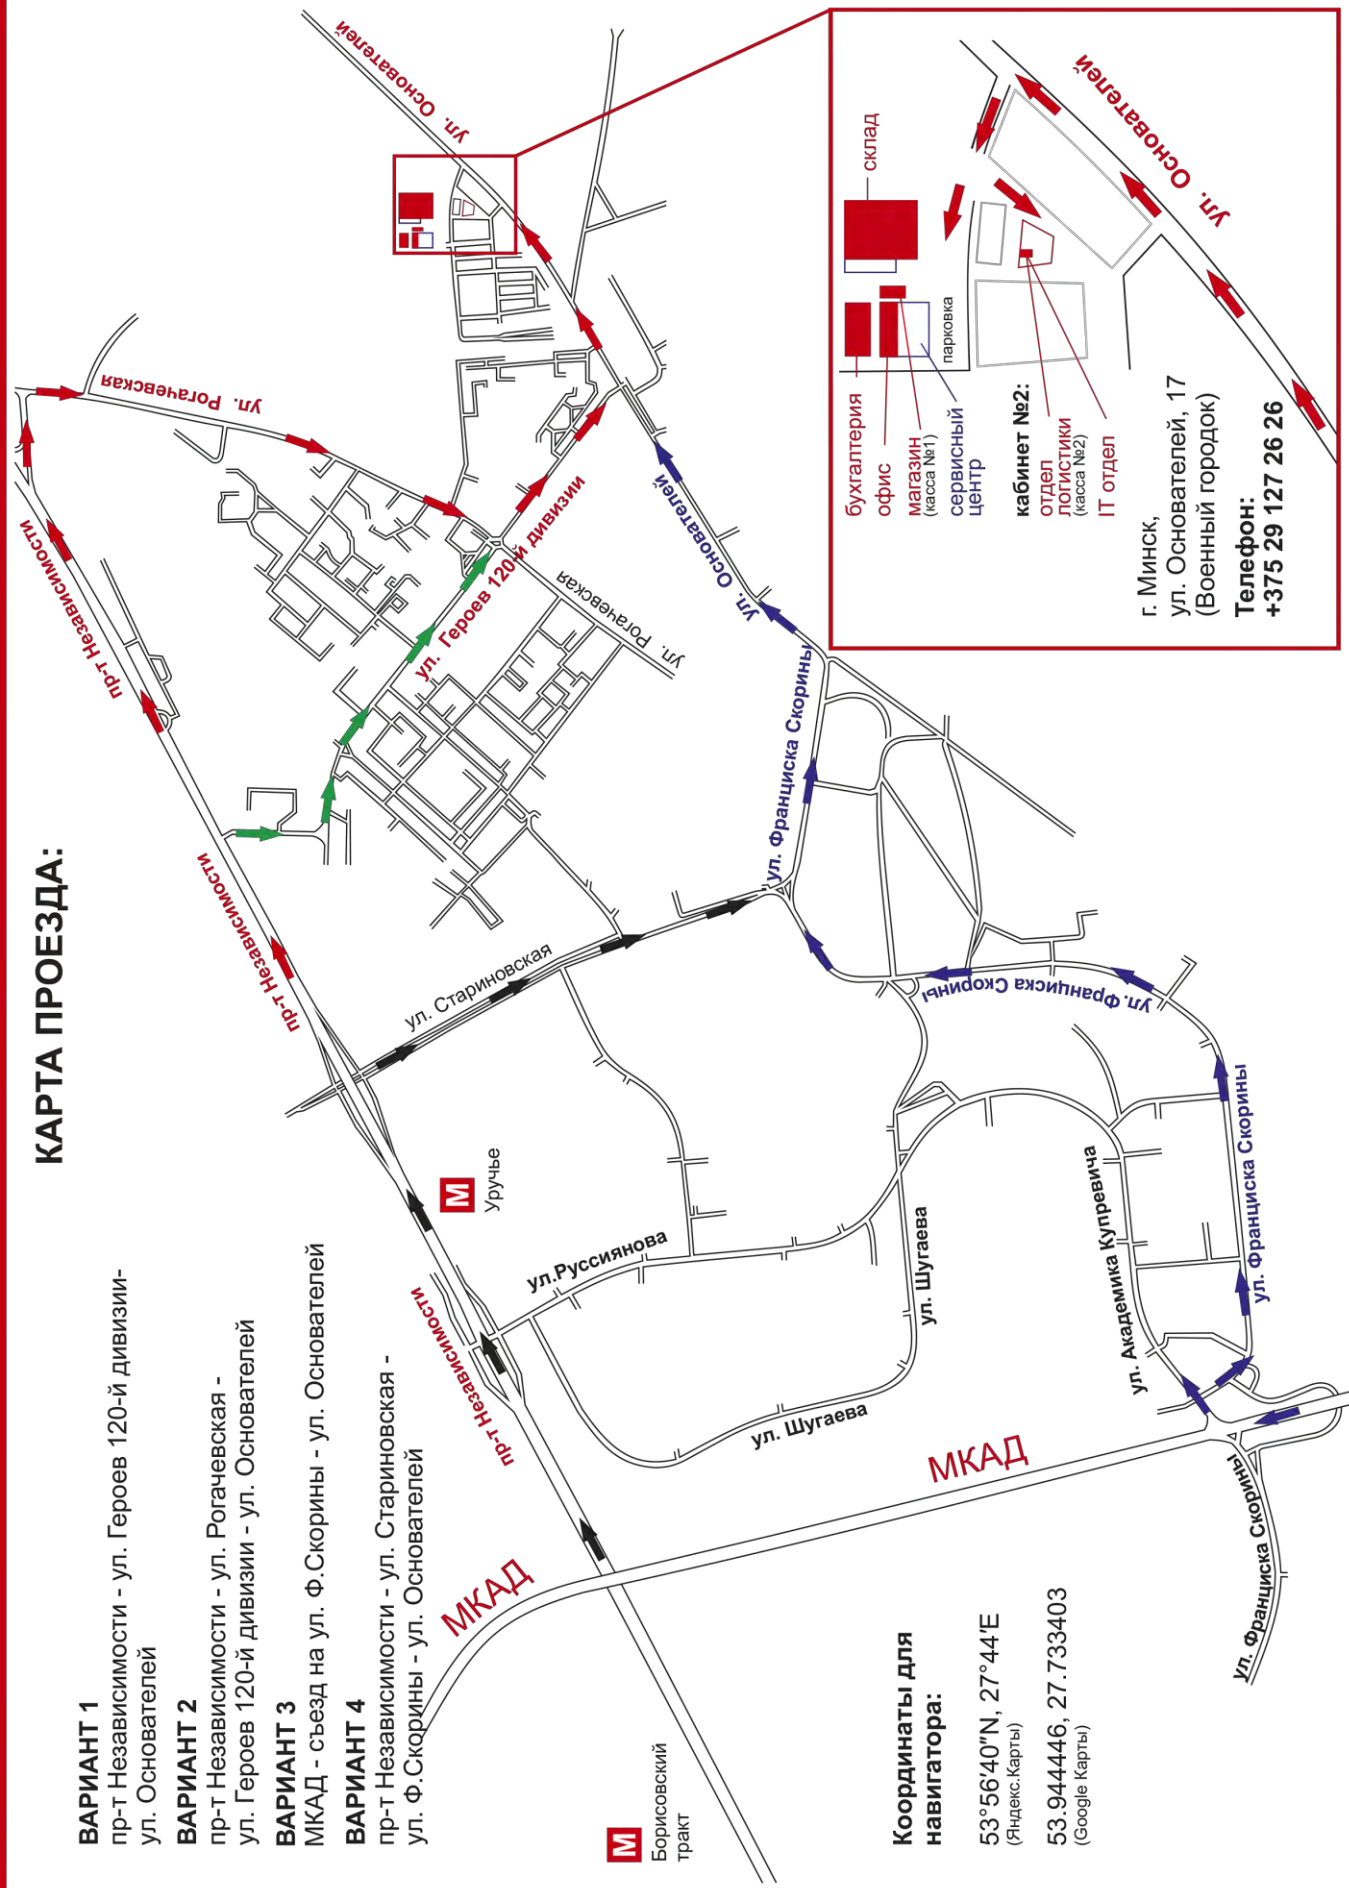 КАРТА ПРОЕЗДА:
ВАРИАНТ 1
пр-т Независимости - ул. Героев 120-й дивизии-
ул. Основателей
ВАРИАНТ 2
пр-т Независимости - ул. Рогачевская -
ул. Героев 120-й дивизии - ул. Основателей
ВАРИАНТ 3
МКАД - съезд на ул. Ф.Скорины - ул. Основателей
ВАРИАНТ 4
пр-т Независимости - ул. Стариновская -
ул. Ф.Скорины - ул. Основателей
МКАД
М
Борисовский
тракт
пр-т Независимости
М
Уручье
пр-т Независимости
пр-т Независимости
ул. Рогачевская
ул. Основателей
ул. Стариновская
ул. Героев 120-й дивизии
ул. Рогачевская
ул.Руссиянова
ул. Шугаева
ул. Шугаева
МКАД
ул. Академика Купревича
ул. Франциска Скорины
ул. Франциска Скорины
ул. Франциска Скорины
ул. Франциска Скорины
ул. Основателей
Координаты для
навигатора:
53°56′40″N, 27°44′E
(Яндекс.Карты)
53.944446, 27.733403
(Google Карты)
бухгалтерия
офис
магазин
(касса №1)
сервисный
центр
парковка
склад
кабинет №2:
отдел
логистики
(касса №2)
IT отдел
ул. Основателей
г. Минск,
ул. Основателей, 17
(Военный городок)
Телефон:
+375 29 127 26 26